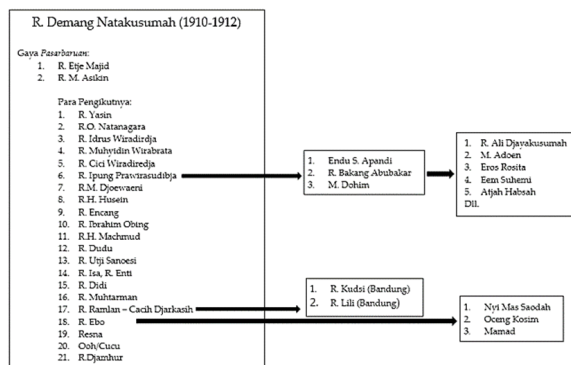 R. Demang Natakusumah (1910-1912)
Gaya Pasarbaruan:
1. R. Etje Majid
2. R. M. Asikin
Para Pengikutnya:
1. R. Yasin
2. R.O. Natanagara
3. R. Idrus Wiradirdja
4. R. Muhyidin Wirabrata
5. R. Cici Wiradiredja
6. R. Ipung Prawirasudibja
7. R.M. Djoewaeni
8. R.H. Husein
9. R. Encang
10. R. Ibrahim Obing
11. R.H. Machmud
12. R. Dudu
13. R. Utji Sanoesi
14. R. Isa, R. Enti
15. R. Didi
16. R. Muhtarman
17. R. Ramlan – Cacih Djarkasih
18. R. Ebo
19. Resna
20. Ooh/Cucu
21. R.Djamhur
1. Endu S. Apandi
2. R. Bakang Abubakar
3. M. Dohim
1. R. Ali Djayakusumah
2. M. Adoen
3. Eros Rosita
4. Eem Suhemi
5. Atjah Habsah
Dll.
1. R. Kudsi (Bandung)
2. R. Lili (Bandung)
1. Nyi Mas Saodah
2. Oceng Kosim
3. Mamad